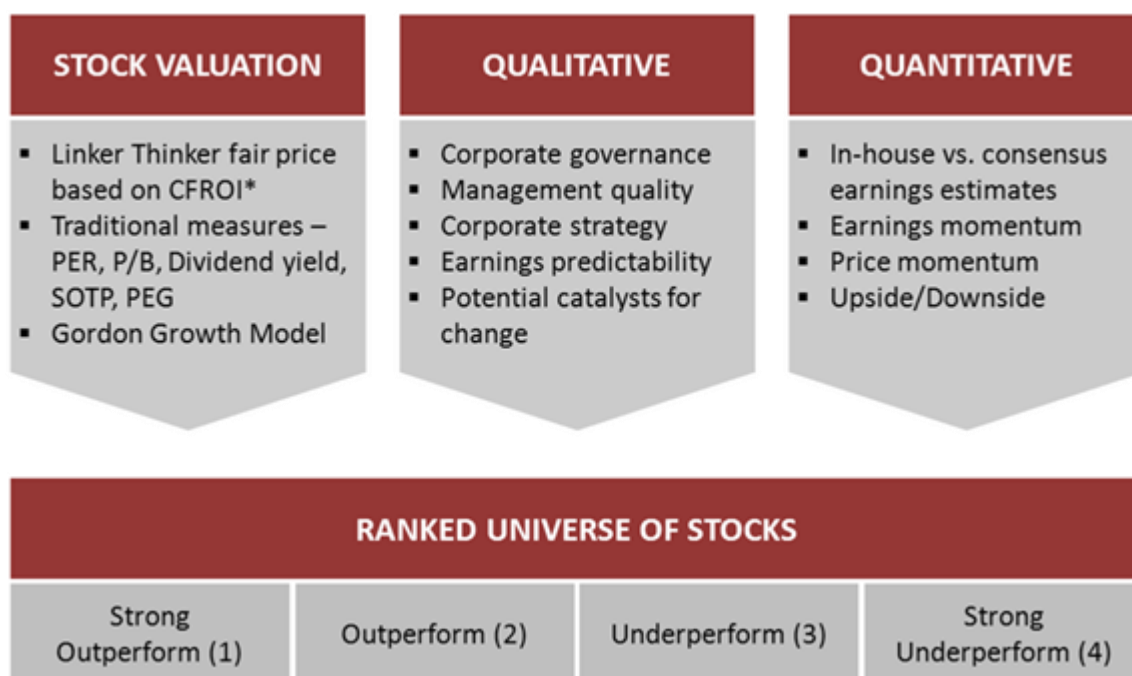 STOCK VALUATION
▪ Linker Thinker fair price
based on CFROI*
▪ Traditional measures –
PER, P/B, Dividend yield,
SOTP, PEG
▪ Gordon Growth Model
QUALITATIVE
▪ Corporate governance
▪ Management quality
▪ Corporate strategy
▪ Earnings predictability
▪ Potential catalysts for
change
QUANTITATIVE
▪ In-house vs. consensus
earnings estimates
▪ Earnings momentum
▪ Price momentum
▪ Upside/Downside
RANKED UNIVERSE OF STOCKS
Strong
Outperform (1)
Outperform (2)
Underperform (3)
Strong
Underperform (4)